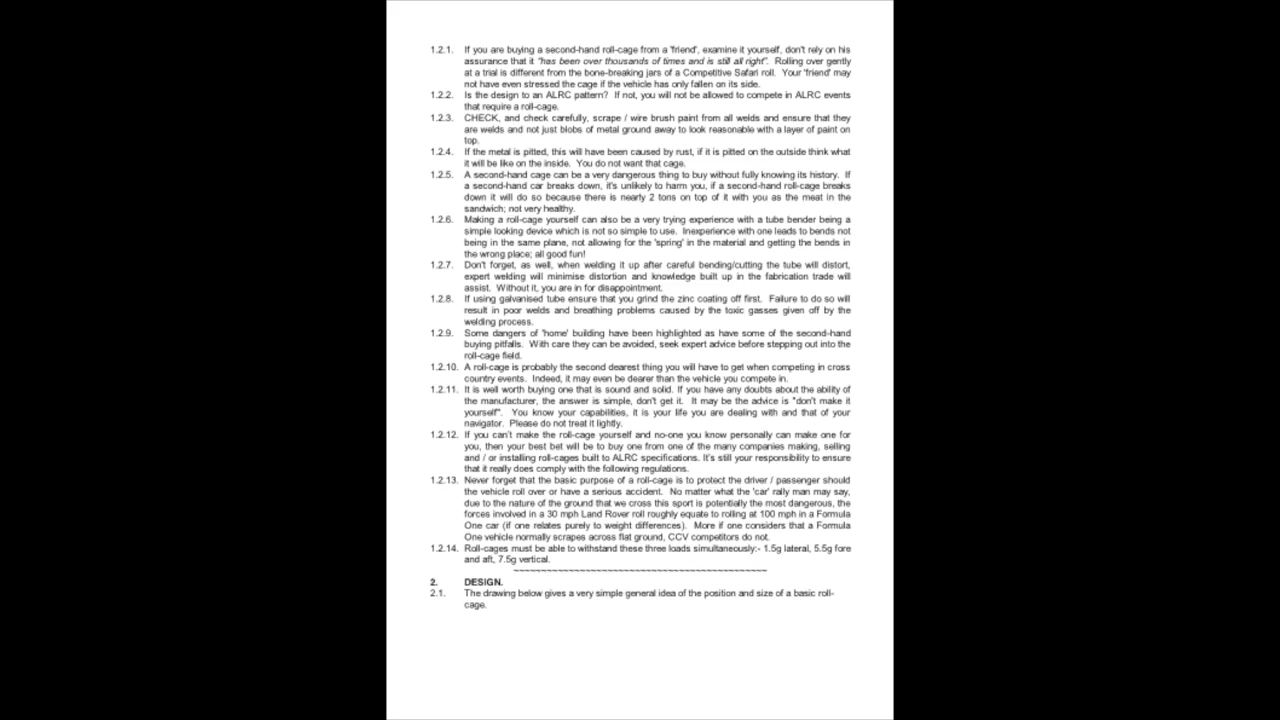 1.2.1. If you are buying a second-hand roll-cage from a 'friend', examine it yourself, don't rely on his
assurance that it "has been over thousands of times and is still all right". Rolling over gently
at a trial is different from the bone-breaking jars of a Competitive Safari roll. Your 'friend' may
not have even stressed the cage if the vehicle has only fallen on its side.
1.2.2. Is the design to an ALRC pattern? If not, you will not be allowed to compete in ALRC events
that require a roll-cage.
1.2.3. CHECK, and check carefully, scrape / wire brush paint from all welds and ensure that they
are welds and not just blobs of metal ground away to look reasonable with a layer of paint on
top.
1.2.4. If the metal is pitted, this will have been caused by rust, if it is pitted on the outside think what
it will be like on the inside. You do not want that cage.
1.2.5. A second-hand cage can be a very dangerous thing to buy without fully knowing its history. If
a second-hand car breaks down, it's unlikely to harm you, if a second-hand roll-cage breaks
down it will do so because there is nearly 2 tons on top of it with you as the meat in the
sandwich; not very healthy.
1.2.6. Making a roll-cage yourself can also be a very trying experience with a tube bender being a
simple looking device which is not so simple to use. Inexperience with one leads to bends not
being in the same plane, not allowing for the 'spring' in the material and getting the bends in
the wrong place; all good fun!
1.2.7. Don't forget, as well, when welding it up after careful bending/cutting the tube will distort,
expert welding will minimise distortion and knowledge built up in the fabrication trade will
assist. Without it, you are in for disappointment.
1.2.8. If using galvanised tube ensure that you grind the zinc coating off first. Failure to do so will
result in poor welds and breathing problems caused by the toxic gasses given off by the
welding process.
1.2.9. Some dangers of 'home' building have been highlighted as have some of the second-hand
buying pitfalls. With care they can be avoided, seek expert advice before stepping out into the
roll-cage field.
1.2.10. A roll-cage is probably the second dearest thing you will have to get when competing in cross
country events. Indeed, it may even be dearer than the vehicle you compete in.
1.2.11. It is well worth buying one that is sound and solid. If you have any doubts about the ability of
the manufacturer, the answer is simple, don't get it. It may be the advice is "don't make it
yourself". You know your capabilities, it is your life you are dealing with and that of your
navigator. Please do not treat it lightly.
1.2.12. If you can't make the roll-cage yourself and no-one you know personally can make one for
you, then your best bet will be to buy one from one of the many companies making, selling
and / or installing roll-cages built to ALRC specifications. It's still your responsibility to ensure
that it really does comply with the following regulations.
1.2.13. Never forget that the basic purpose of a roll-cage is to protect the driver / passenger should
the vehicle roll over or have a serious accident. No matter what the 'car' rally man may say,
due to the nature of the ground that we cross this sport is potentially the most dangerous, the
forces involved in a 30 mph Land Rover roll roughly equate to rolling at 100 mph in a Formula
One car (if one relates purely to weight differences). More if one considers that a Formula
One vehicle normally scrapes across flat ground, CCV competitors do not.
1.2.14. Roll-cages must be able to withstand these three loads simultaneously:- 1.5g lateral, 5.5g fore
and aft, 7.5g vertical.
~~~~~~~~~~~~~~~~~~~~~~~~~~~~~~~~~~~~~~~~~~~~~~
2. DESIGN.
2.1. The drawing below gives a very simple general idea of the position and size of a basic roll-
cage.